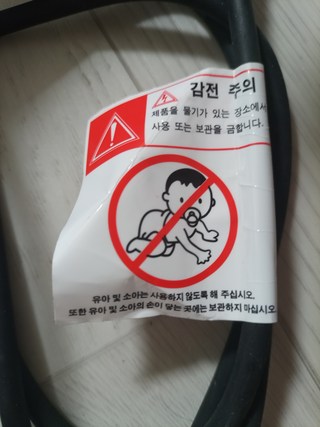 감전 주의
제품을 물기가 있는 장소에서
사용 또는 보관을 금합니다.
유아 및 소아는 사용하지 않도록 해 주십시오.
또한 유아 및 소아의 손이 닿는 곳에는 보관하지 마십시오